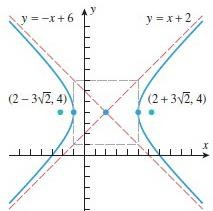 y = −x + 6
y
y = x + 2
(2 − 3√2, 4)
(2 + 3√2, 4)
x